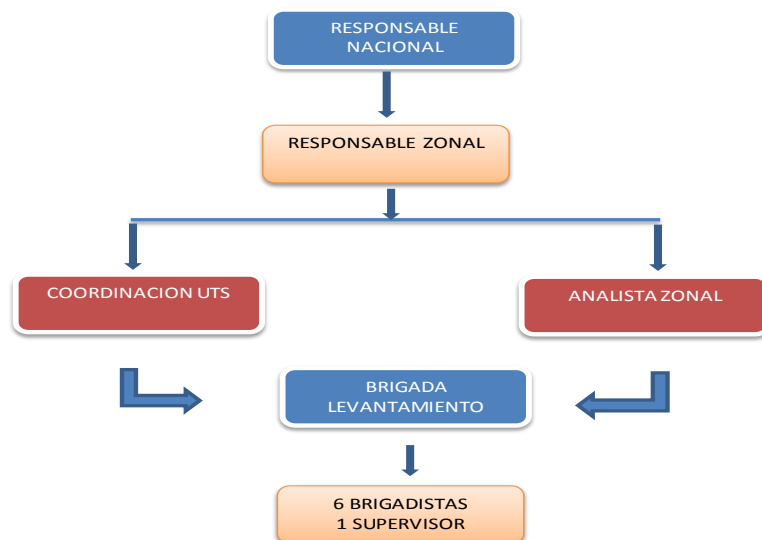 RESPONSABLE
NACIONAL
RESPONSABLE ZONAL
COORDINACION UTS
ANALISTA ZONAL
BRIGADA
LEVANTAMIENTO
6 BRIGADISTAS
1 SUPERVISOR